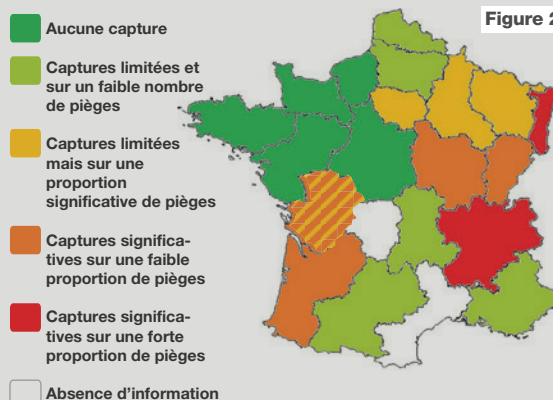 Figure 2
Aucune capture
Captures limitées et
sur un faible nombre
de pièges
Captures limitées
mais sur une
proportion
significative de pièges
Captures significa-
tives sur une faible
proportion de pièges
Captures significa-
tives sur une forte
proportion de pièges
Absence d'information